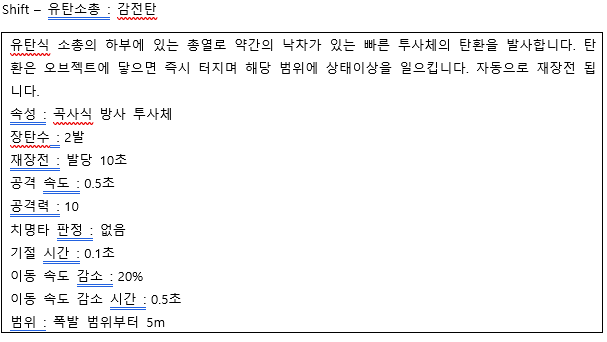 Shift – 유탄소총 : 감전탄
유탄식 소총의 하부에 있는 총열로 약간의 낙차가 있는 빠른 투사체의 탄환을 발사합니다. 탄
환은 오브젝트에 닿으면 즉시 터지며 해당 범위에 상태이상을 일으킵니다. 자동으로 재장전 됩
니다.
속성 : 곡사식 방사 투사체
장탄수 : 2발
재장전 : 발당 10초
공격 속도 : 0.5초
공격력 : 10
치명타 판정 : 없음
기절 시간 : 0.1초
이동 속도 감소 : 20%
이동 속도 감소 시간 : 0.5초
범위 : 폭발 범위부터 5m